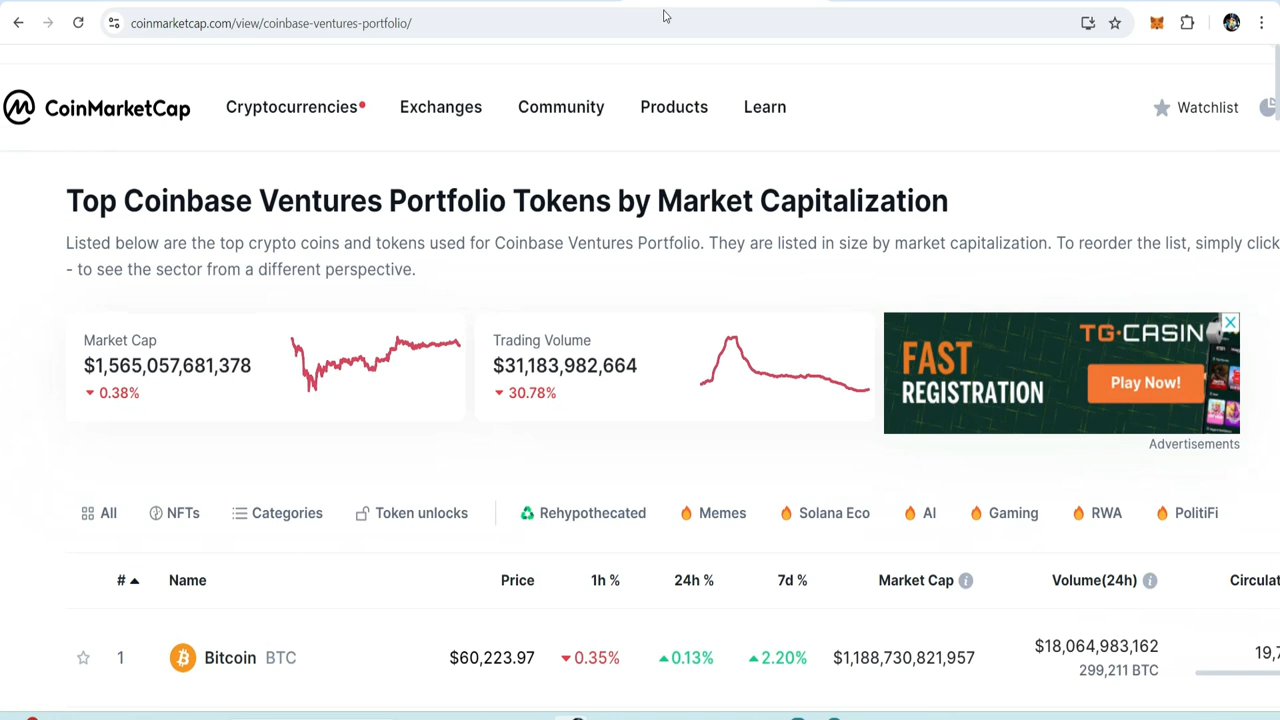 coinmarketcap.com/view/coinbase-ventures-portfolio/
CoinMarketCap
Cryptocurrencies
Exchanges
Community
Products
Learn
Watchlist
Top Coinbase Ventures Portfolio Tokens by Market Capitalization
Listed below are the top crypto coins and tokens used for Coinbase Ventures Portfolio. They are listed in size by market capitalization. To reorder the list, simply click
- to see the sector from a different perspective.
Market Cap
$1,565,057,681,378
0.38%
Trading Volume
$31,183,982,664
30.78%
TG·CASIN
FAST
REGISTRATION
Play Now!
Advertisements
All
NFTs
Categories
Token unlocks
Rehypothecated
Memes
Solana Eco
AI
Gaming
RWA
PolitiFi
# Name Price 1h % 24h % 7d % Market Cap Volume(24h) Circulat
1 Bitcoin BTC $60,223.97 0.35% 0.13% 2.20% $1,188,730,821,957 $18,064,983,162 19,7
299,211 BTC